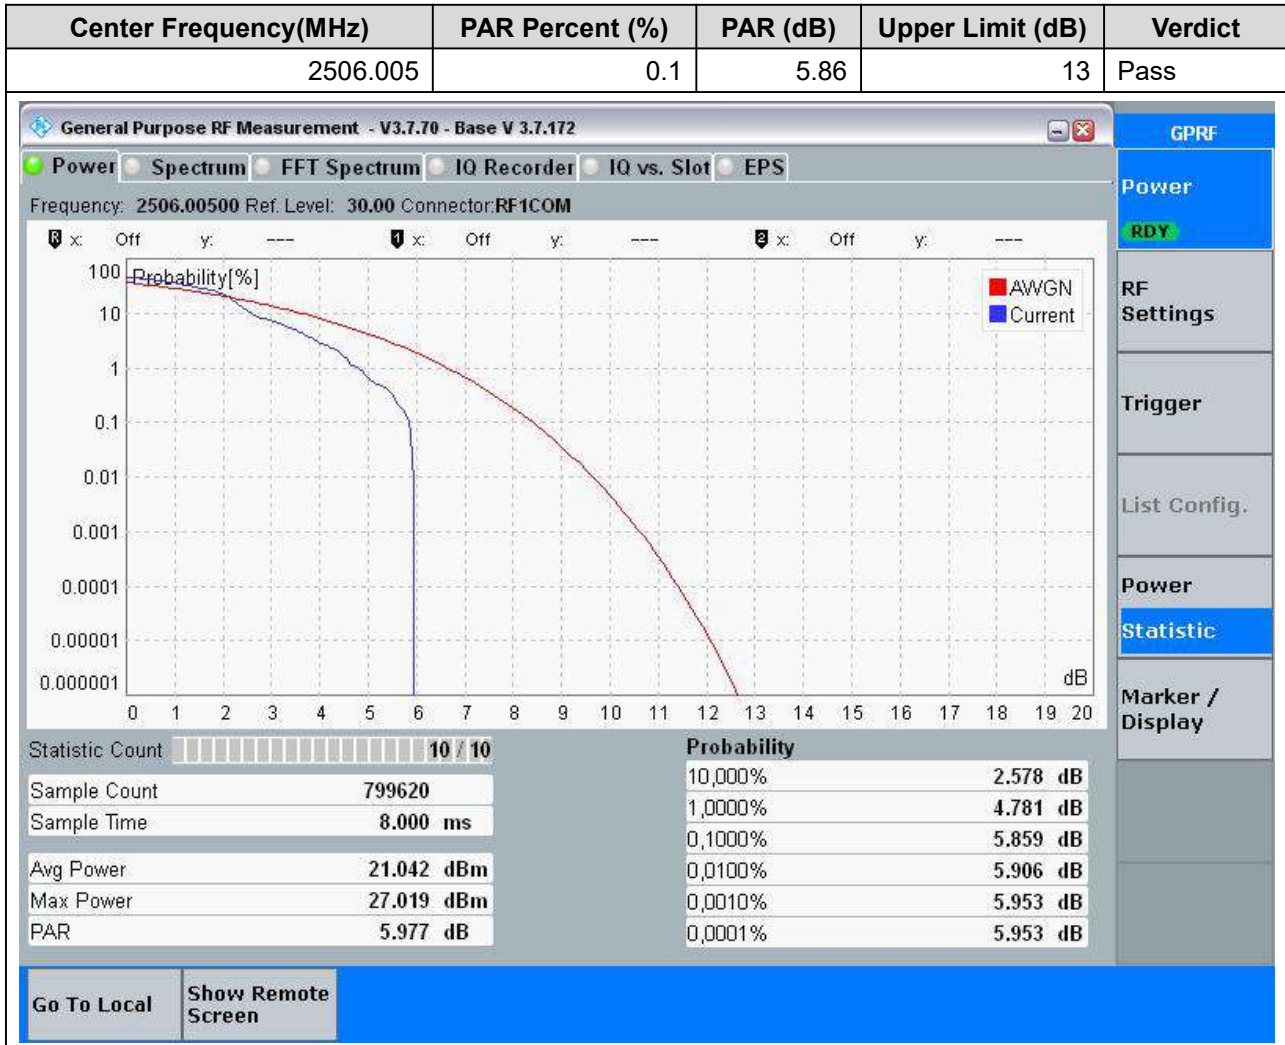 Center Frequency(MHz) PAR Percent (%) PAR (dB) Upper Limit (dB) Verdict
2506.005 0.1 5.86 13 Pass
General Purpose RF Measurement - V3.7.70 - Base V 3.7.172
GPRF
Power Spectrum FFT Spectrum IQ Recorder IQ vs. Slot EPS
Frequency: 2506.00500 Ref. Level: 30.00 Connector:RF1COM
R x: Off y: --- 1 x: Off y: --- 2 x: Off y: ---
Probability[%]
AWGN
Current
100
10
1
0.1
0.01
0.001
0.0001
0.00001
0.000001
dB
0 1 2 3 4 5 6 7 8 9 10 11 12 13 14 15 16 17 18 19 20
Statistic Count 10 / 10
Sample Count 799620
Sample Time 8.000 ms
Avg Power 21.042 dBm
Max Power 27.019 dBm
PAR 5.977 dB
Probability
10,000% 2.578 dB
1,0000% 4.781 dB
0,1000% 5.859 dB
0,0100% 5.906 dB
0,0010% 5.953 dB
0,0001% 5.953 dB
Power
RDY
RF
Settings
Trigger
List Config.
Power
Statistic
Marker /
Display
Go To Local
Show Remote
Screen